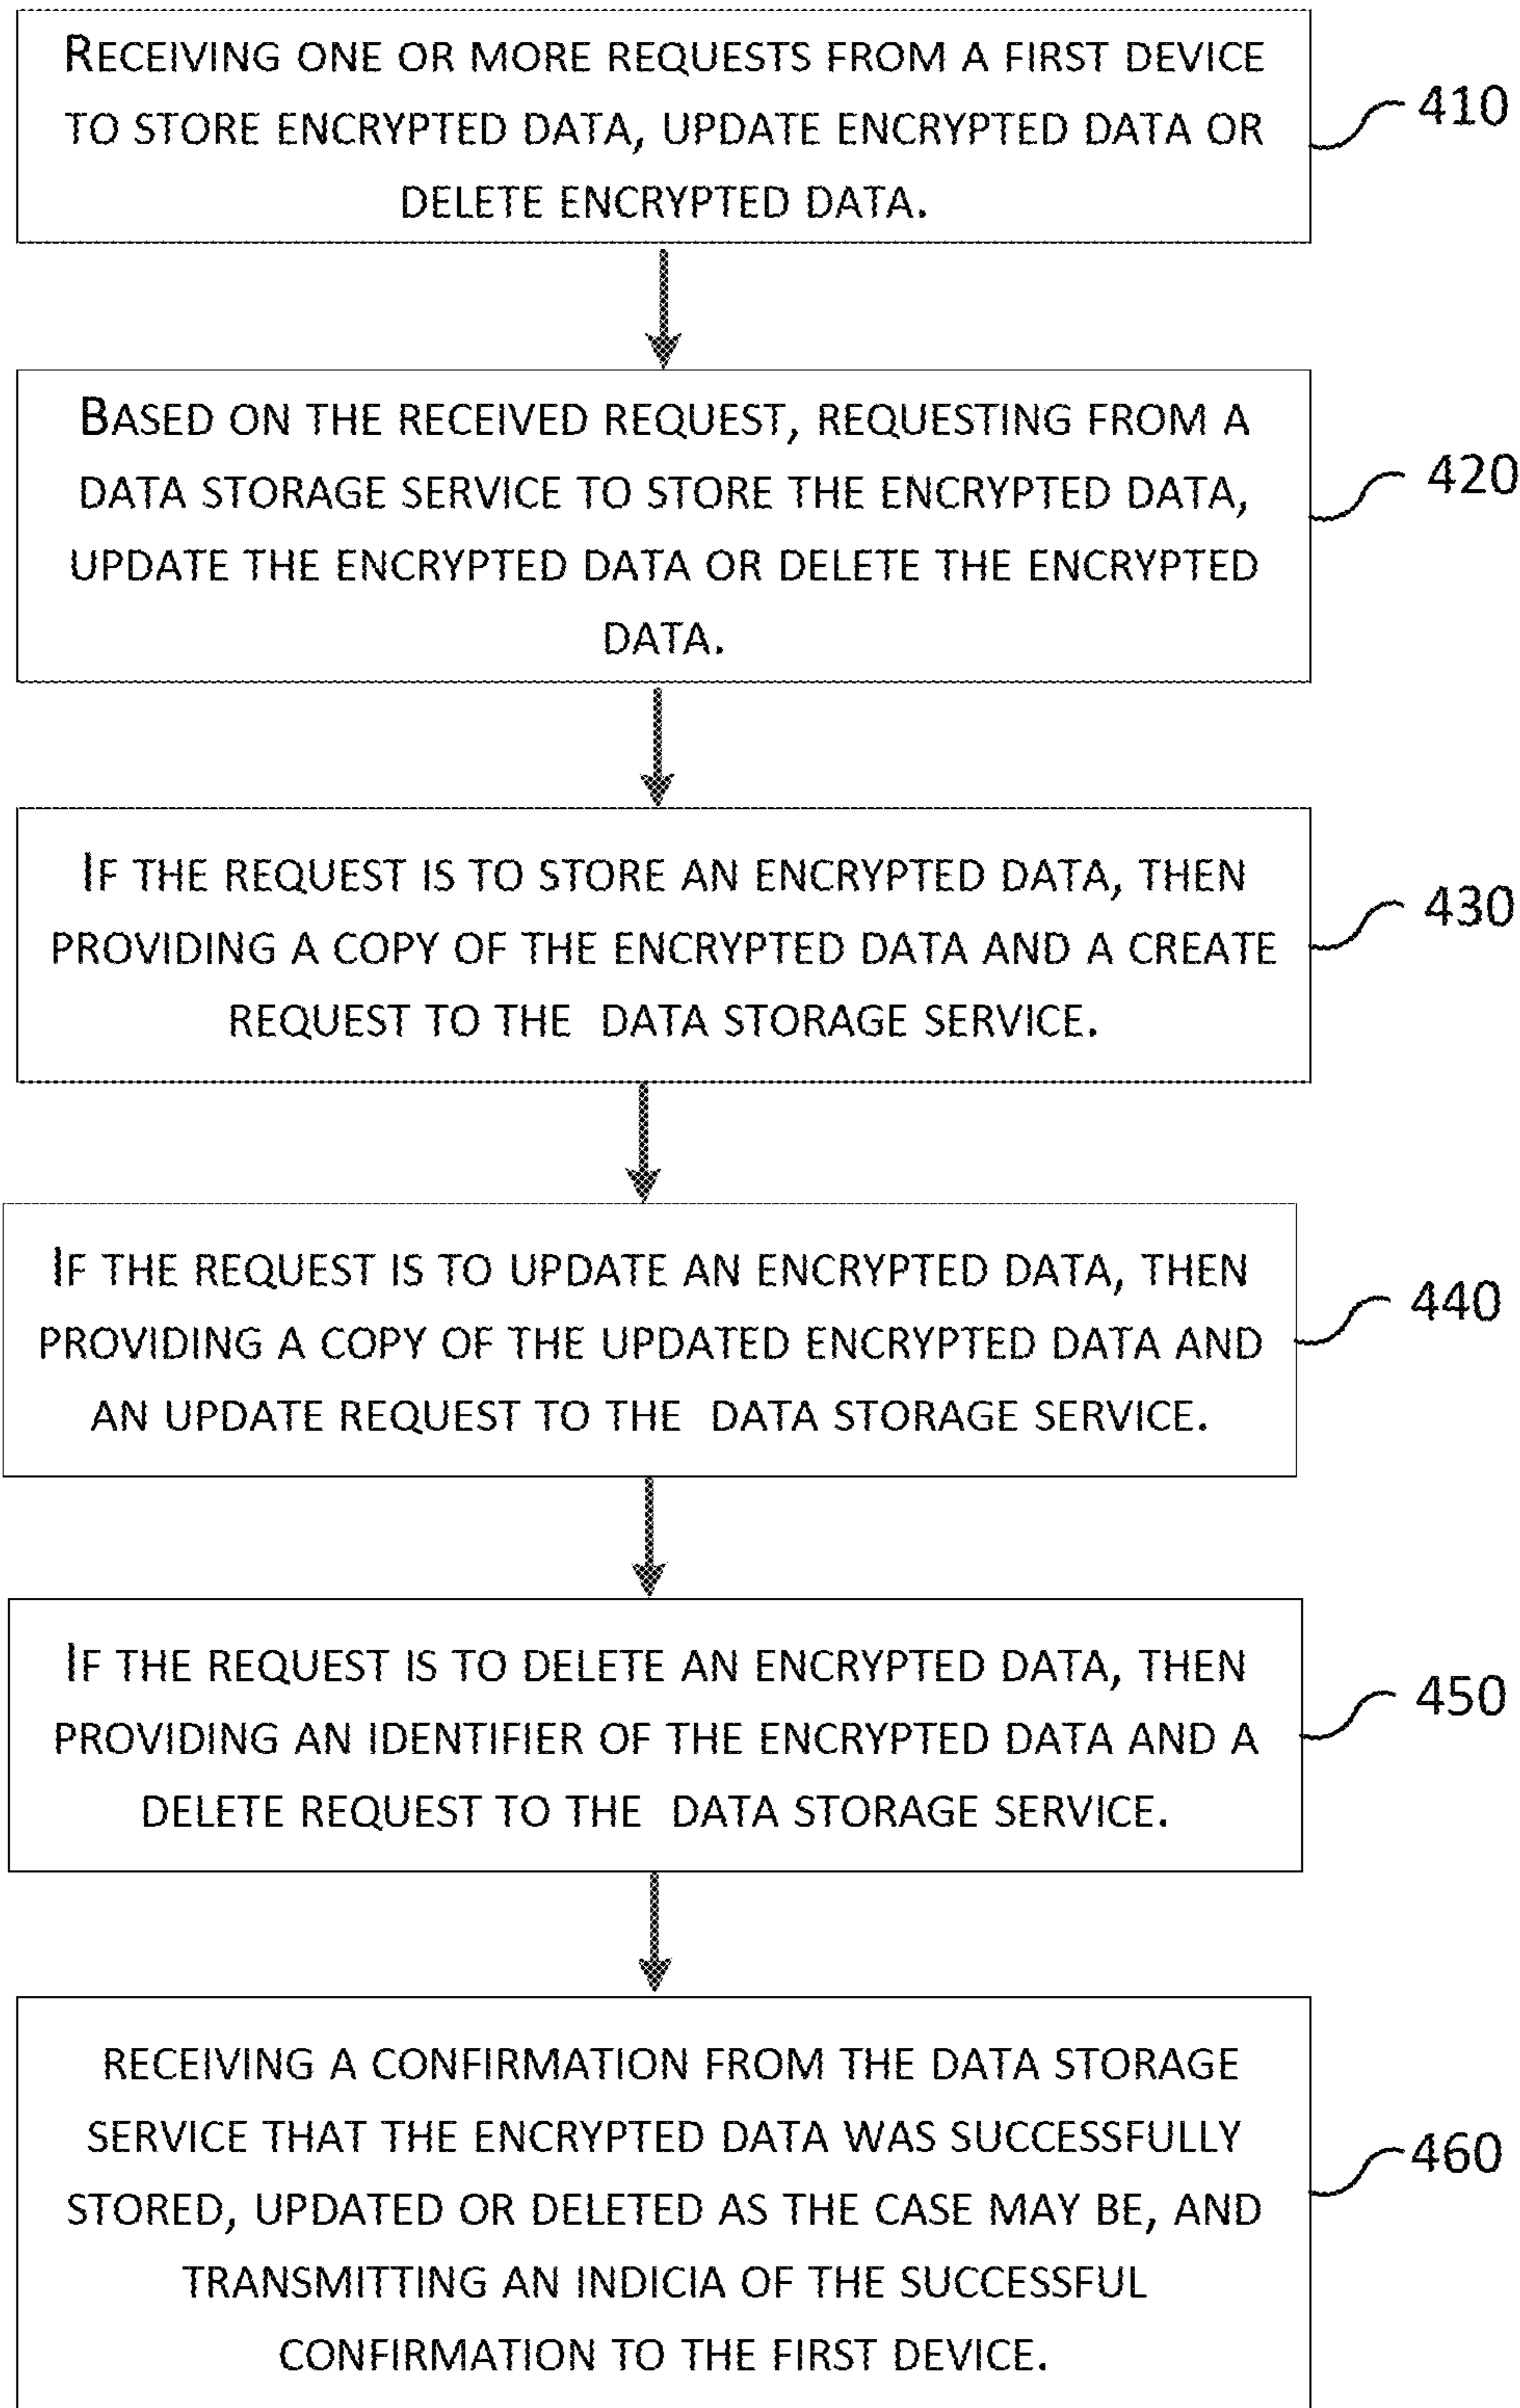 RECEIVING ONE OR MORE REQUESTS FROM A FIRST DEVICE
TO STORE ENCRYPTED DATA, UPDATE ENCRYPTED DATA OR
DELETE ENCRYPTED DATA.
410
BASED ON THE RECEIVED REQUEST, REQUESTING FROM A
DATA STORAGE SERVICE TO STORE THE ENCRYPTED DATA,
UPDATE THE ENCRYPTED DATA OR DELETE THE ENCRYPTED
DATA.
420
IF THE REQUEST IS TO STORE AN ENCRYPTED DATA, THEN
PROVIDING A COPY OF THE ENCRYPTED DATA AND A CREATE
REQUEST TO THE DATA STORAGE SERVICE.
430
IF THE REQUEST IS TO UPDATE AN ENCRYPTED DATA, THEN
PROVIDING A COPY OF THE UPDATED ENCRYPTED DATA AND
AN UPDATE REQUEST TO THE DATA STORAGE SERVICE.
440
IF THE REQUEST IS TO DELETE AN ENCRYPTED DATA, THEN
PROVIDING AN IDENTIFIER OF THE ENCRYPTED DATA AND A
DELETE REQUEST TO THE DATA STORAGE SERVICE.
450
RECEIVING A CONFIRMATION FROM THE DATA STORAGE
SERVICE THAT THE ENCRYPTED DATA WAS SUCCESSFULLY
STORED, UPDATED OR DELETED AS THE CASE MAY BE, AND
TRANSMITTING AN INDICIA OF THE SUCCESSFUL
CONFIRMATION TO THE FIRST DEVICE.
460